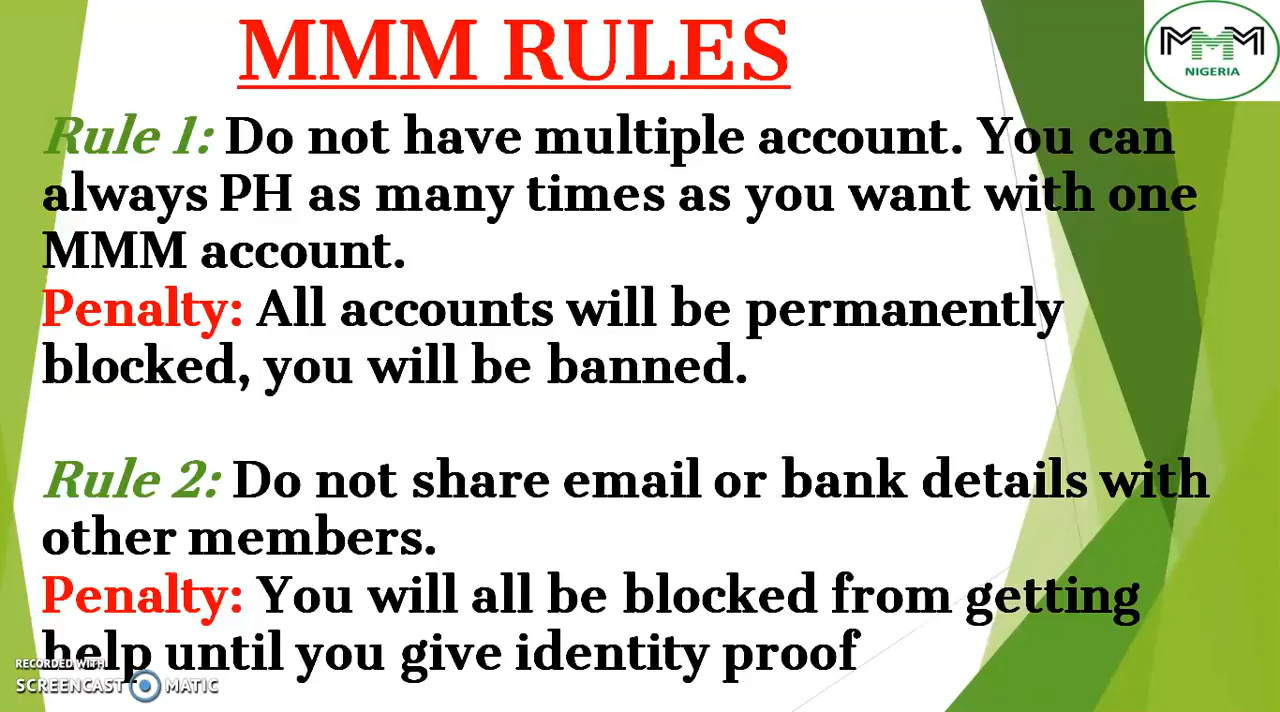 MMM RULES
MMM
NIGERIA
Rule 1: Do not have multiple account. You can
always PH as many times as you want with one
MMM account.
Penalty: All accounts will be permanently
blocked, you will be banned.
Rule 2: Do not share email or bank details with
other members.
Penalty: You will all be blocked from getting
help until you give identity proof
RECORDED WITH
SCREENCAST MATIC